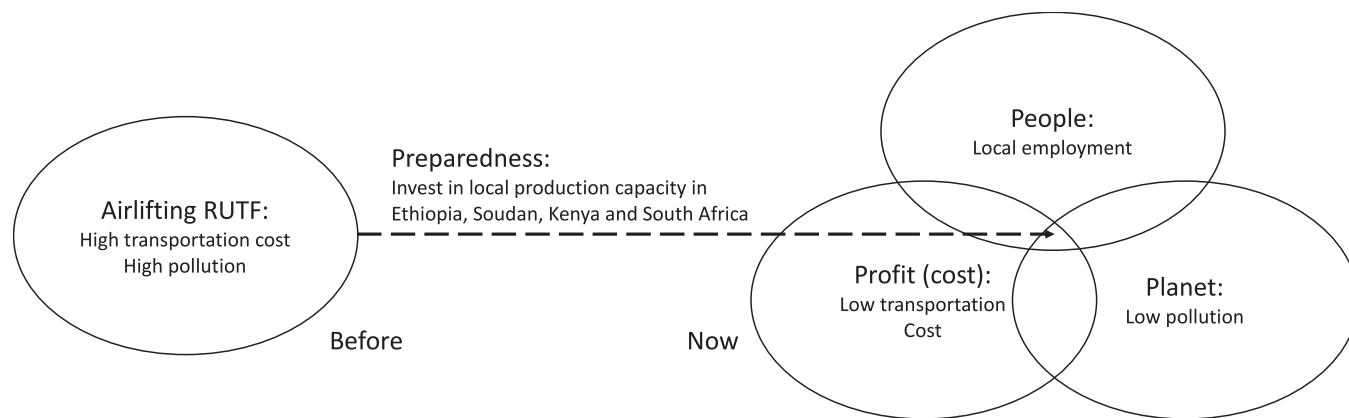 Airlifting RUTF:
High transportation cost
High pollution
Before
Preparedness:
Invest in local production capacity in
Ethiopia, Soudan, Kenya and South Africa
Now
People:
Local employment
Profit (cost):
Low transportation
Cost
Planet:
Low pollution